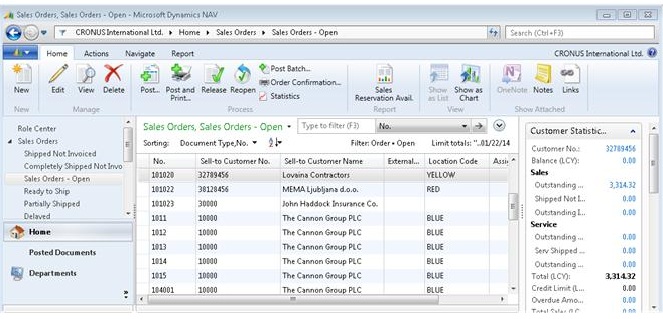 Sales Orders, Sales Orders - Open - Microsoft Dynamics NAV
CRONUS International Ltd. Home Sales Orders Sales Orders - Open Search (Ctrl+F3)
Home Actions Navigate Report CRONUS International Ltd.
New Edit View Delete Post... Post and Print... Release Reopen Post Batch... Order Confirmation... Statistics Sales Reservation Avail. Show as List Show as Chart OneNote Notes Links
New Manage Process Report View Show Attached
Role Center
Sales Orders
Shipped Not Invoiced
Completely Shipped Not Invo
Sales Orders - Open
Ready to Ship
Partially Shipped
Delayed
Home
Posted Documents
Departments
Sales Orders, Sales Orders - Open Type to filter (F3) No.
Sorting: Document Type,No. Filter: Order • Open Limit totals: "..01/22/14
No. Sell-to Customer No. Sell-to Customer Name External... Location Code Assi
101020 32789456 Lovaina Contractors YELLOW
101022 38128456 MEMA Ljubljana d.o.o. RED
101023 30000 John Haddock Insurance Co.
1011 10000 The Cannon Group PLC BLUE
1012 10000 The Cannon Group PLC BLUE
1013 10000 The Cannon Group PLC BLUE
1014 10000 The Cannon Group PLC BLUE
1015 10000 The Cannon Group PLC BLUE
104001 10000 The Cannon Group PLC BLUE
Customer Statistic...
Customer No.: 32789456
Balance (LCY): 0.00
Sales
Outstanding ... 3,314.32
Shipped Not I... 0.00
Outstanding I... 0.00
Service
Outstanding ... 0.00
Serv Shipped ... 0.00
Outstanding ... 0.00
Total (LCY): 3,314.32
Credit Limit (L... 0.00
Overdue Amo... 0.00
Total Sales (LC 0.00